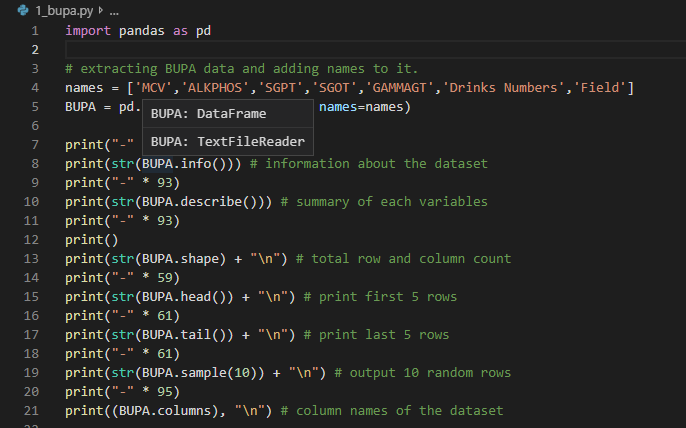 1_bupa.py > ...
1 import pandas as pd
2
3 # extracting BUPA data and adding names to it.
4 names = ['MCV','ALKPHOS','SGPT','SGOT','GAMMAGT','Drinks Numbers','Field']
5 BUPA = pd. names=names)
BUPA: DataFrame
6
BUPA: TextFileReader
7 print("-"
8 print(str(BUPA.info())) # information about the dataset
9 print("-" * 93)
10 print(str(BUPA.describe())) # summary of each variables
11 print("-" * 93)
12 print()
13 print(str(BUPA.shape) + "\n") # total row and column count
14 print("-" * 59)
15 print(str(BUPA.head()) + "\n") # print first 5 rows
16 print("-" * 61)
17 print(str(BUPA.tail()) + "\n") # print last 5 rows
18 print("-" * 61)
19 print(str(BUPA.sample(10)) + "\n") # output 10 random rows
20 print("-" * 95)
21 print((BUPA.columns), "\n") # column names of the dataset